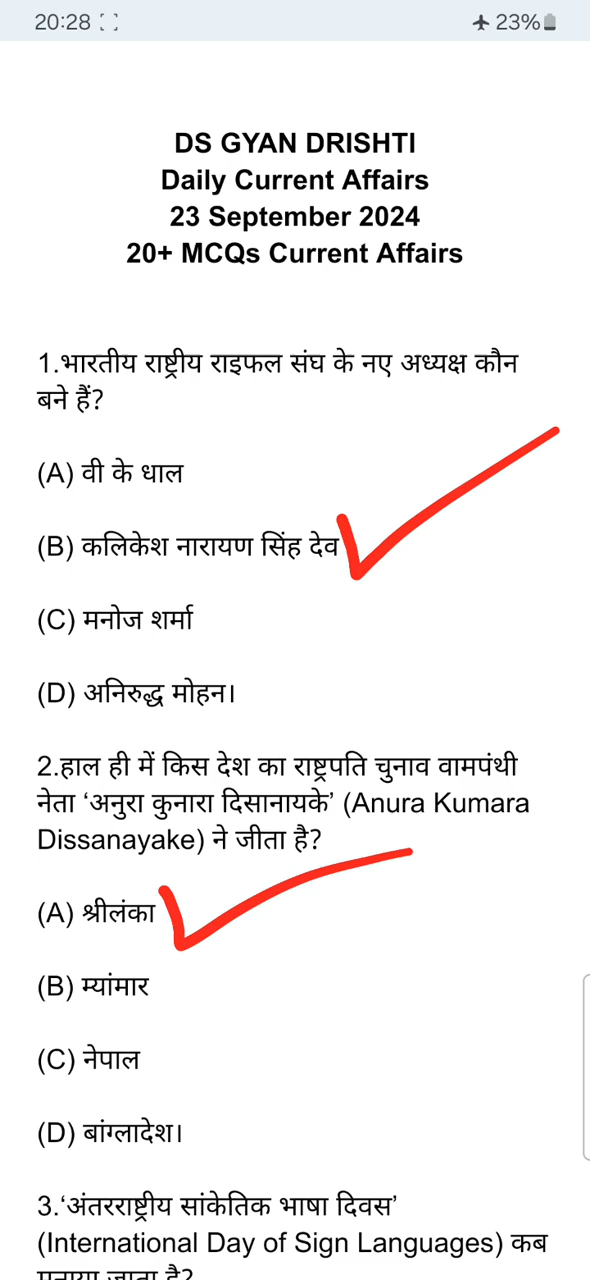 20:28
23%
DS GYAN DRISHTI
Daily Current Affairs
23 September 2024
20+ MCQs Current Affairs
1.भारतीय राष्ट्रीय राइफल संघ के नए अध्यक्ष कौन
बने हैं?
(A) वी के धाल
(B) कलिकेश नारायण सिंह देव
(C) मनोज शर्मा
(D) अनिरुद्ध मोहन।
2.हाल ही में किस देश का राष्ट्रपति चुनाव वामपंथी
नेता ‘अनुरा कुनारा दिसानायके’ (Anura Kumara
Dissanayake) ने जीता है?
(A) श्रीलंका
(B) म्यांमार
(C) नेपाल
(D) बांग्लादेश।
3.‘अंतरराष्ट्रीय सांकेतिक भाषा दिवस’
(International Day of Sign Languages) कब
मनाया जाता है?